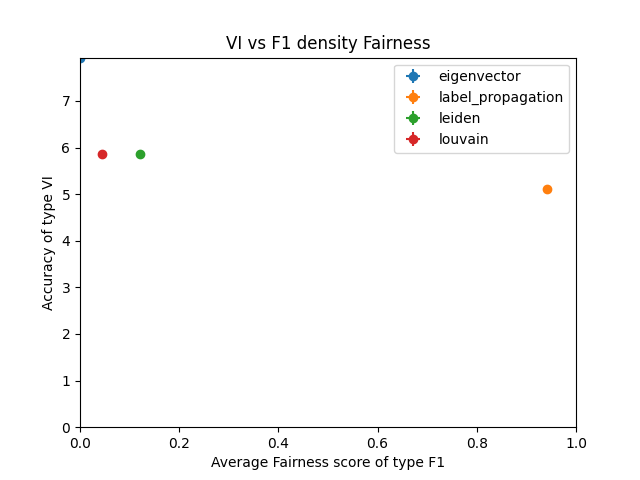 VI vs F1 density Fairness
eigenvector
label_propagation
leiden
louvain
7
6
5
4
3
2
1
0
Accuracy of type VI
0.0 0.2 0.4 0.6 0.8 1.0
Average Fairness score of type F1